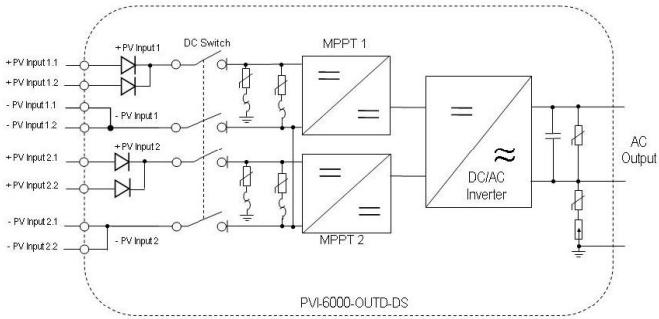 + PV Input 1
DC Switch
MPPT 1
+ PV Input 1.1
+ PV Input 1.2
- PV Input 1.1
- PV Input 1.2
- PV Input 1
+ PV Input 2
+ PV Input 2.1
+ PV Input 2.2
- PV Input 2.1
- PV Input 2.2
- PV Input 2
MPPT 2
DC/AC
Inverter
AC
Output
PVI-6000-OUTD-DS